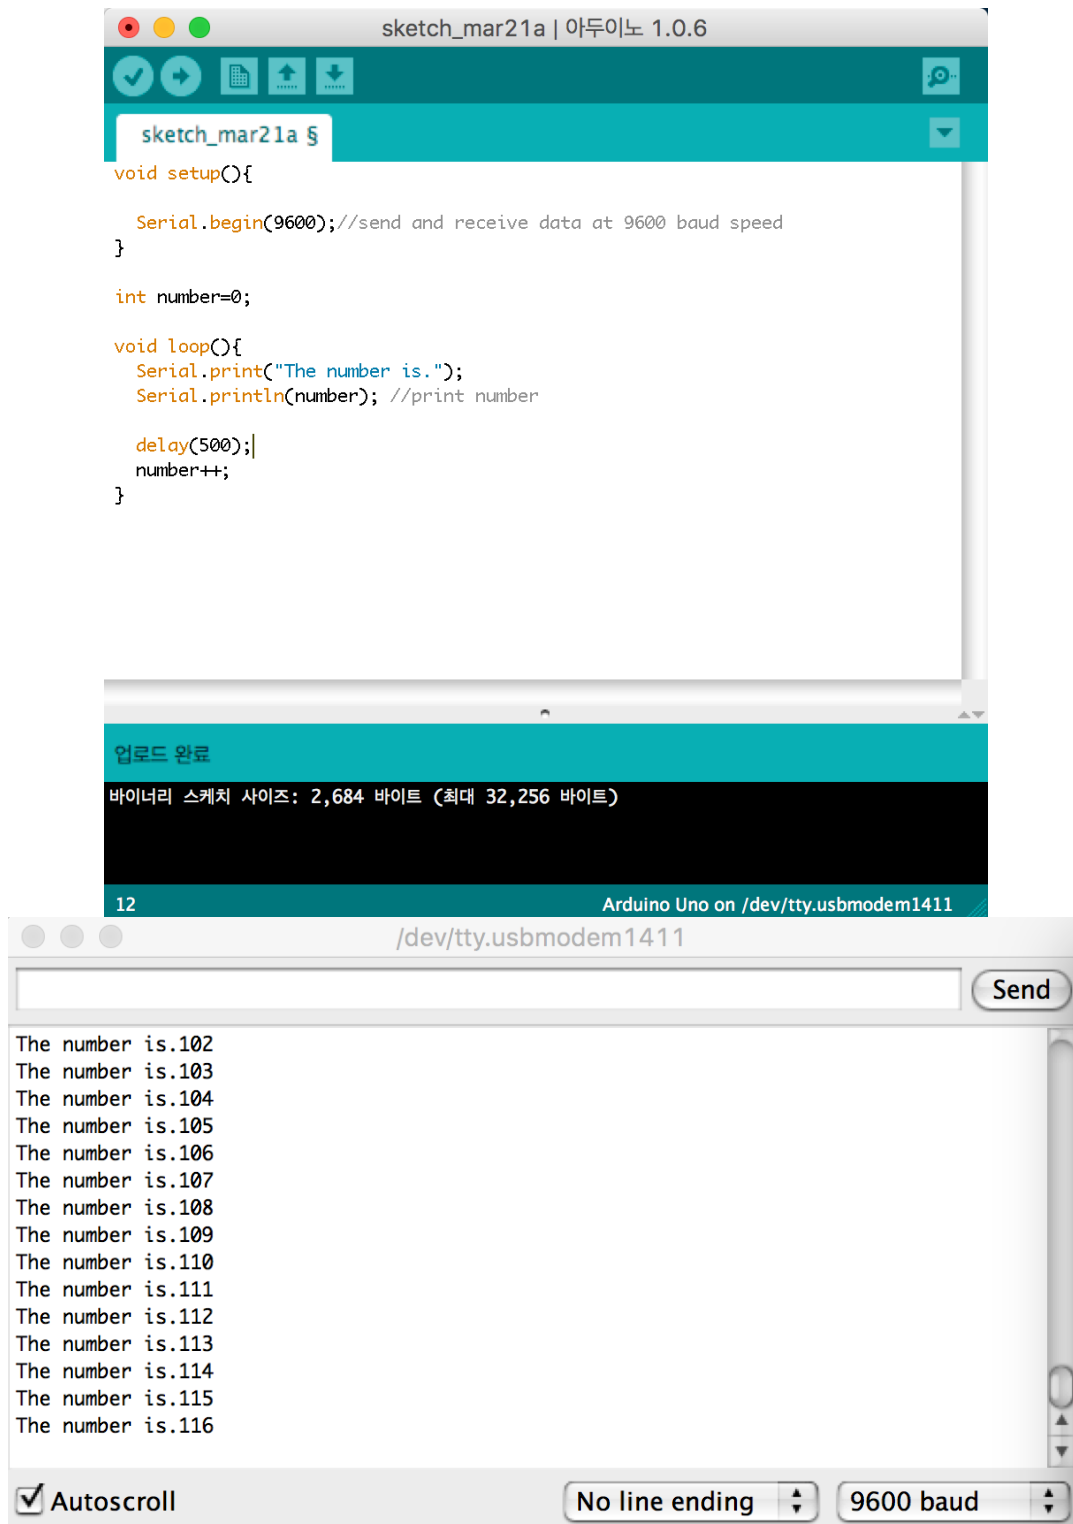 sketch_mar21a | 아두이노 1.0.6
sketch_mar21a §
void setup(){
Serial.begin(9600);//send and receive data at 9600 baud speed
}
int number=0;
void loop(){
Serial.print("The number is.");
Serial.println(number); //print number
delay(500);
number++;
}
업로드 완료
바이너리 스케치 사이즈: 2,684 바이트 (최대 32,256 바이트)
12 Arduino Uno on /dev/tty.usbmodem1411
/dev/tty.usbmodem1411
Send
The number is.102
The number is.103
The number is.104
The number is.105
The number is.106
The number is.107
The number is.108
The number is.109
The number is.110
The number is.111
The number is.112
The number is.113
The number is.114
The number is.115
The number is.116
Autoscroll No line ending 9600 baud